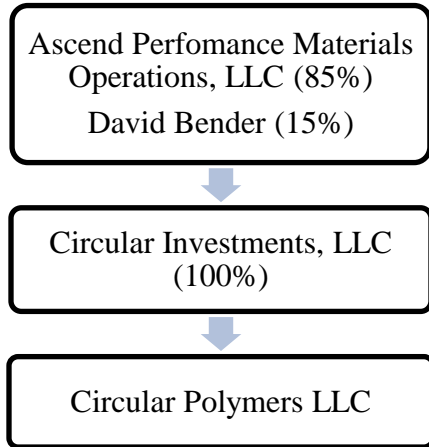 Ascend Perfomance Materials
Operations, LLC (85%)
David Bender (15%)
Circular Investments, LLC
(100%)
Circular Polymers LLC